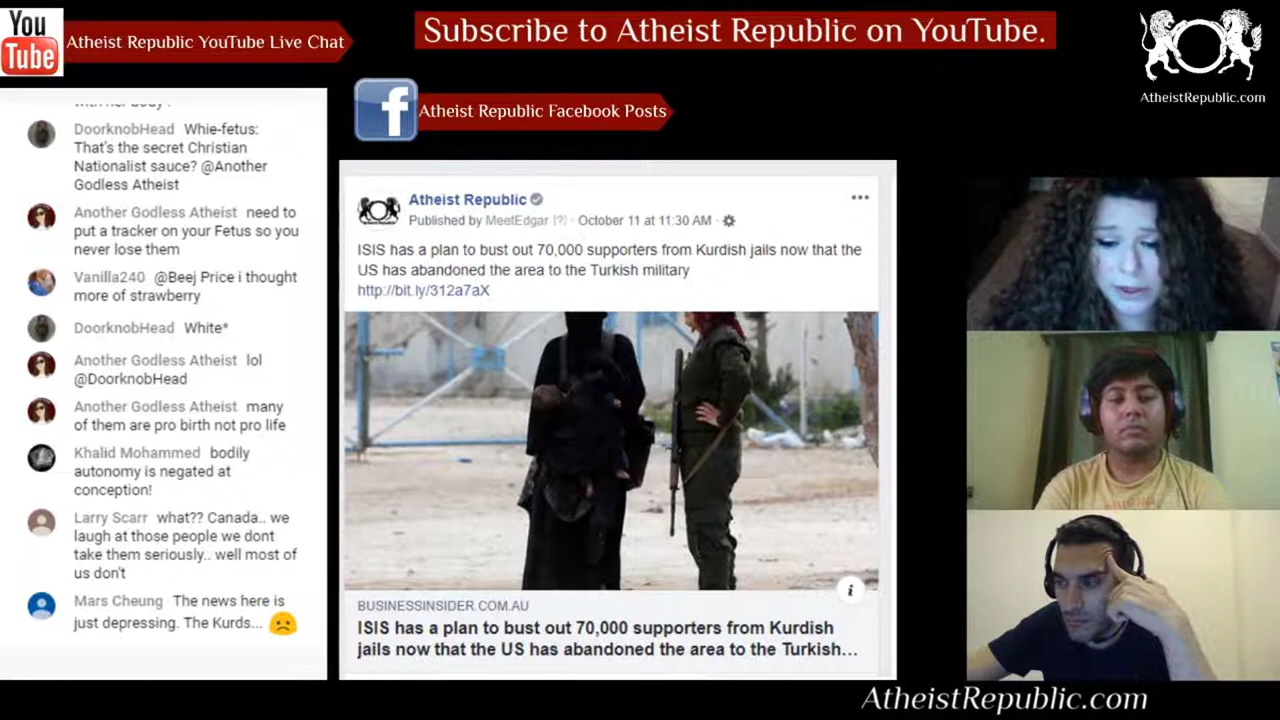 You
Tube
Atheist Republic YouTube Live Chat
Subscribe to Atheist Republic on YouTube.
AtheistRepublic.com
f
Atheist Republic Facebook Posts
DoorknobHead Whie-fetus:
That's the secret Christian
Nationalist sauce? @Another
Godless Atheist
Another Godless Atheist need to
put a tracker on your Fetus so you
never lose them
Vanilla240 @Beej Price i thought
more of strawberry
DoorknobHead White*
Another Godless Atheist lol
@DoorknobHead
Another Godless Atheist many
of them are pro birth not pro life
Khalid Mohammed bodily
autonomy is negated at
conception!
Larry Scarr what?? Canada.. we
laugh at those people we dont
take them seriously.. well most of
us don't
Mars Cheung The news here is
just depressing. The Kurds...
Atheist Republic
Published by MeetEdgar [?] · October 11 at 11:30 AM ·
ISIS has a plan to bust out 70,000 supporters from Kurdish jails now that the
US has abandoned the area to the Turkish military
http://bit.ly/312a7aX
i
BUSINESSINSIDER.COM.AU
ISIS has a plan to bust out 70,000 supporters from Kurdish
jails now that the US has abandoned the area to the Turkish...
AtheistRepublic.com